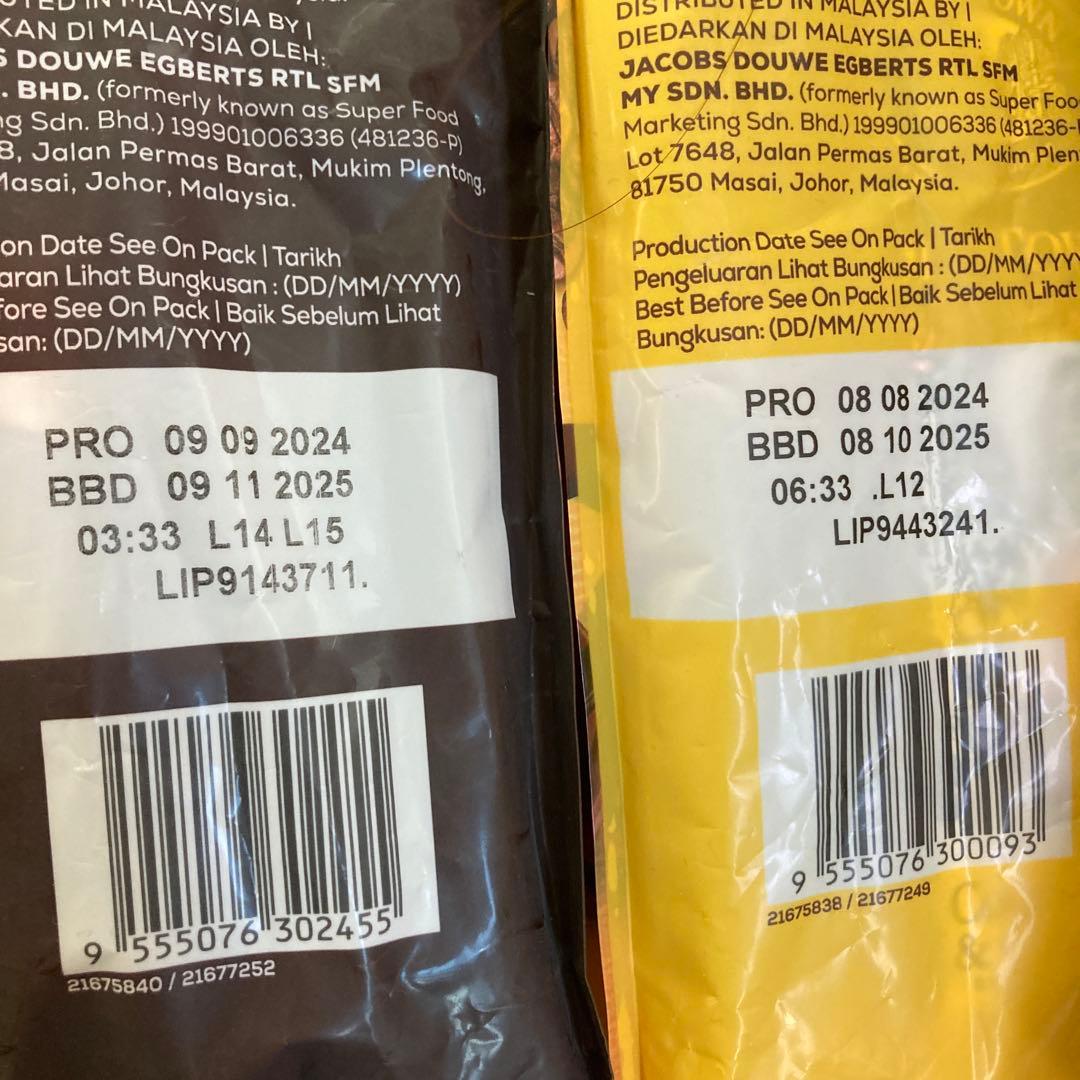 MALAYSIA BY |
KAN DI MALAYSIA OLEH:
S DOUWE EGBERTS RTL SFM
. BHD. (formerly known as Super Food
ng Sdn. Bhd.) 199901006336 (481236-P)
8, Jalan Permas Barat, Mukim Plentong,
Masai, Johor, Malaysia.
on Date See On Pack | Tarikh
aran Lihat Bungkusan : (DD/MM/YYYY)
fore See On Pack | Baik Sebelum Lihat
san: (DD/MM/YYYY)
PRO 09 09 2024
BBD 09 11 2025
03:33 L14 L15
LIP9143711.
9 555076 302455
21675840 / 21677252
DISTRIBUTED IN MALAYSIA BY |
DIEDARKAN DI MALAYSIA OLEH:
JACOBS DOUWE EGBERTS RTL SFM
MY SDN. BHD. (formerly known as Super Foo
Marketing Sdn. Bhd.) 199901006336 (481236-P
Lot 7648, Jalan Permas Barat, Mukim Plen
81750 Masai, Johor, Malaysia.
Production Date See On Pack | Tarikh
Pengeluaran Lihat Bungkusan : (DD/MM/YYYY
Best Before See On Pack | Baik Sebelum Lihat
Bungkusan: (DD/MM/YYYY)
PRO 08 08 2024
BBD 08 10 2025
06:33 .L12
LIP9443241.
9 555076 300093
21675838 / 21677249